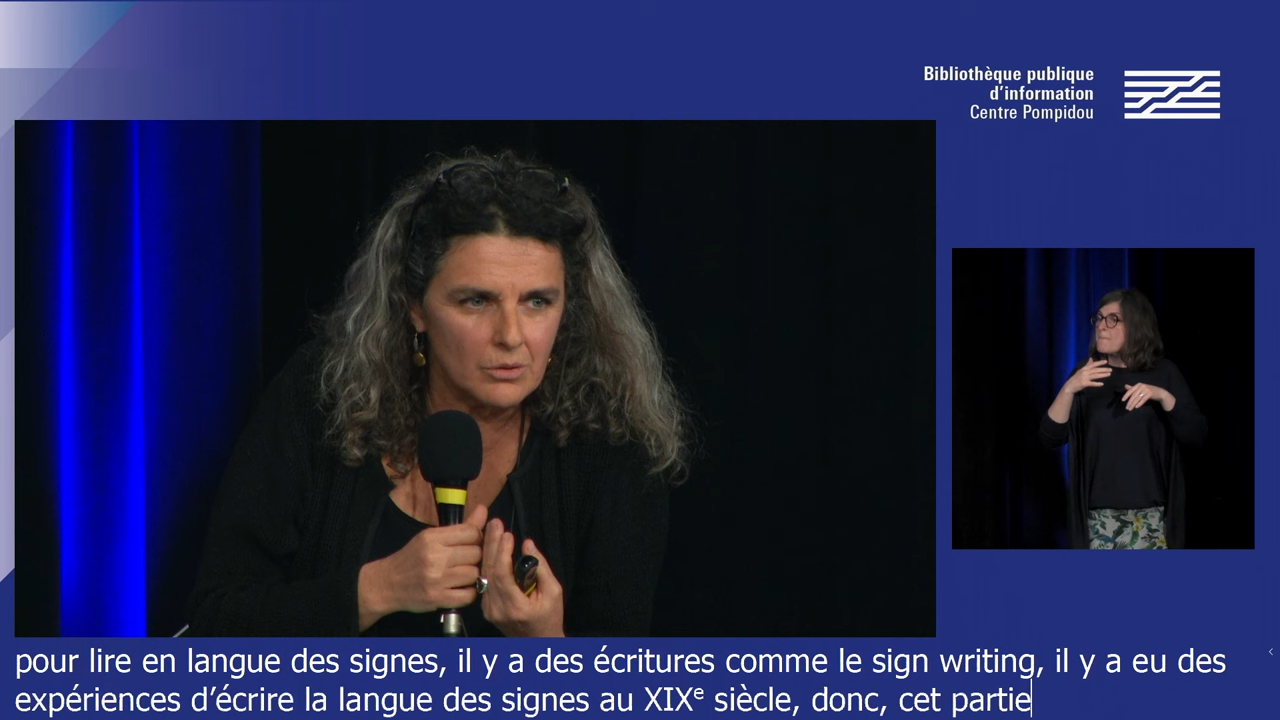 Bibliothèque publique
d'information
Centre Pompidou
pour lire en langue des signes, il y a des écritures comme le sign writing, il y a eu des
expériences d’écrire la langue des signes au XIXe siècle, donc, cet partie